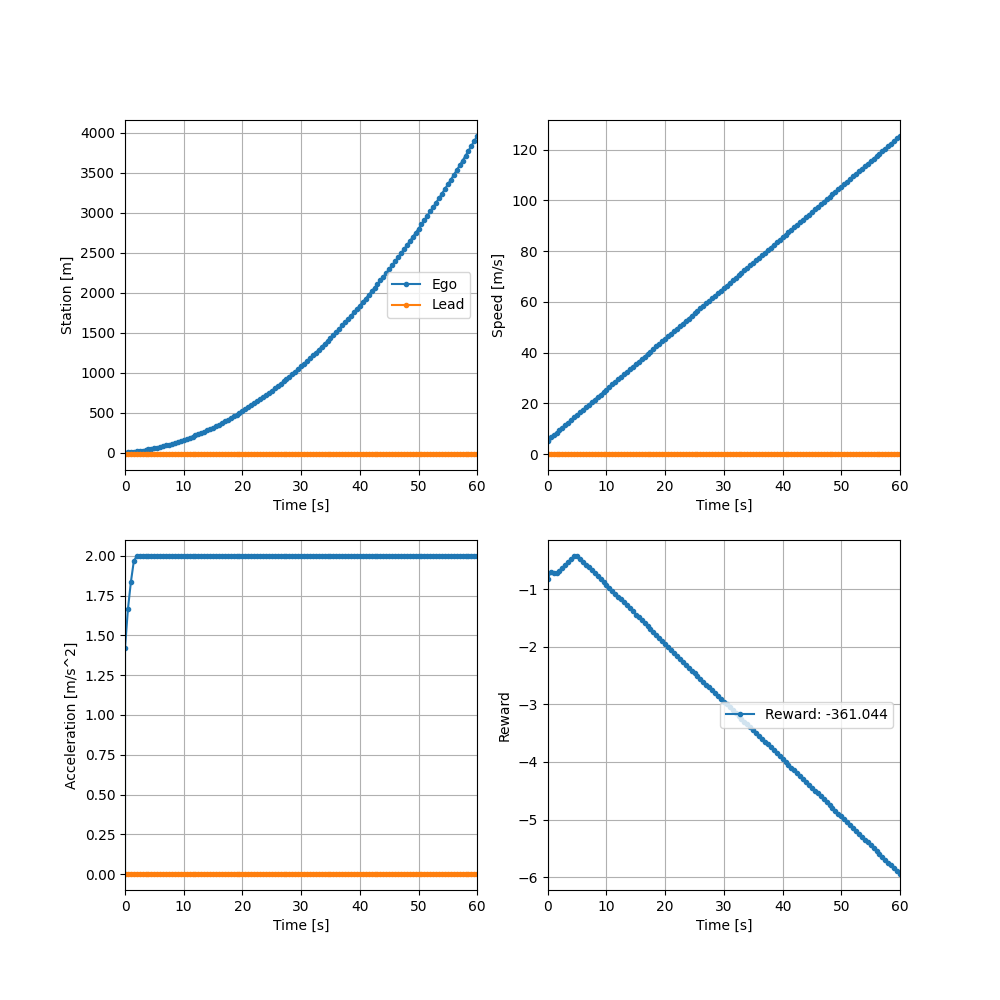 4000
3500
3000
2500
2000
1500
1000
500
0
Station [m]
Ego
Lead
0 10 20 30 40 50 60
Time [s]
120
100
80
60
40
20
0
Speed [m/s]
0 10 20 30 40 50 60
Time [s]
2.00
1.75
1.50
1.25
1.00
0.75
0.50
0.25
0.00
Acceleration [m/s^2]
0 10 20 30 40 50 60
Time [s]
−1
−2
−3
−4
−5
−6
Reward
Reward: -361.044
0 10 20 30 40 50 60
Time [s]